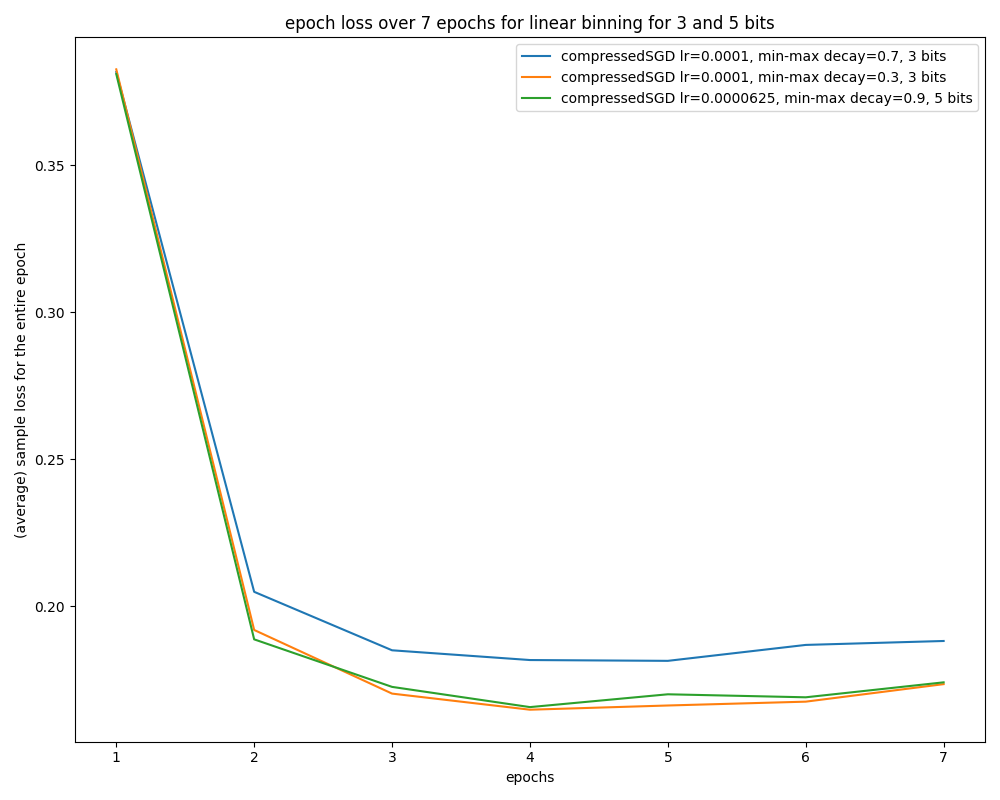 epoch loss over 7 epochs for linear binning for 3 and 5 bits
compressedSGD lr=0.0001, min-max decay=0.7, 3 bits
compressedSGD lr=0.0001, min-max decay=0.3, 3 bits
compressedSGD lr=0.0000625, min-max decay=0.9, 5 bits
(average) sample loss for the entire epoch
0.35
0.30
0.25
0.20
1 2 3 4 5 6 7
epochs